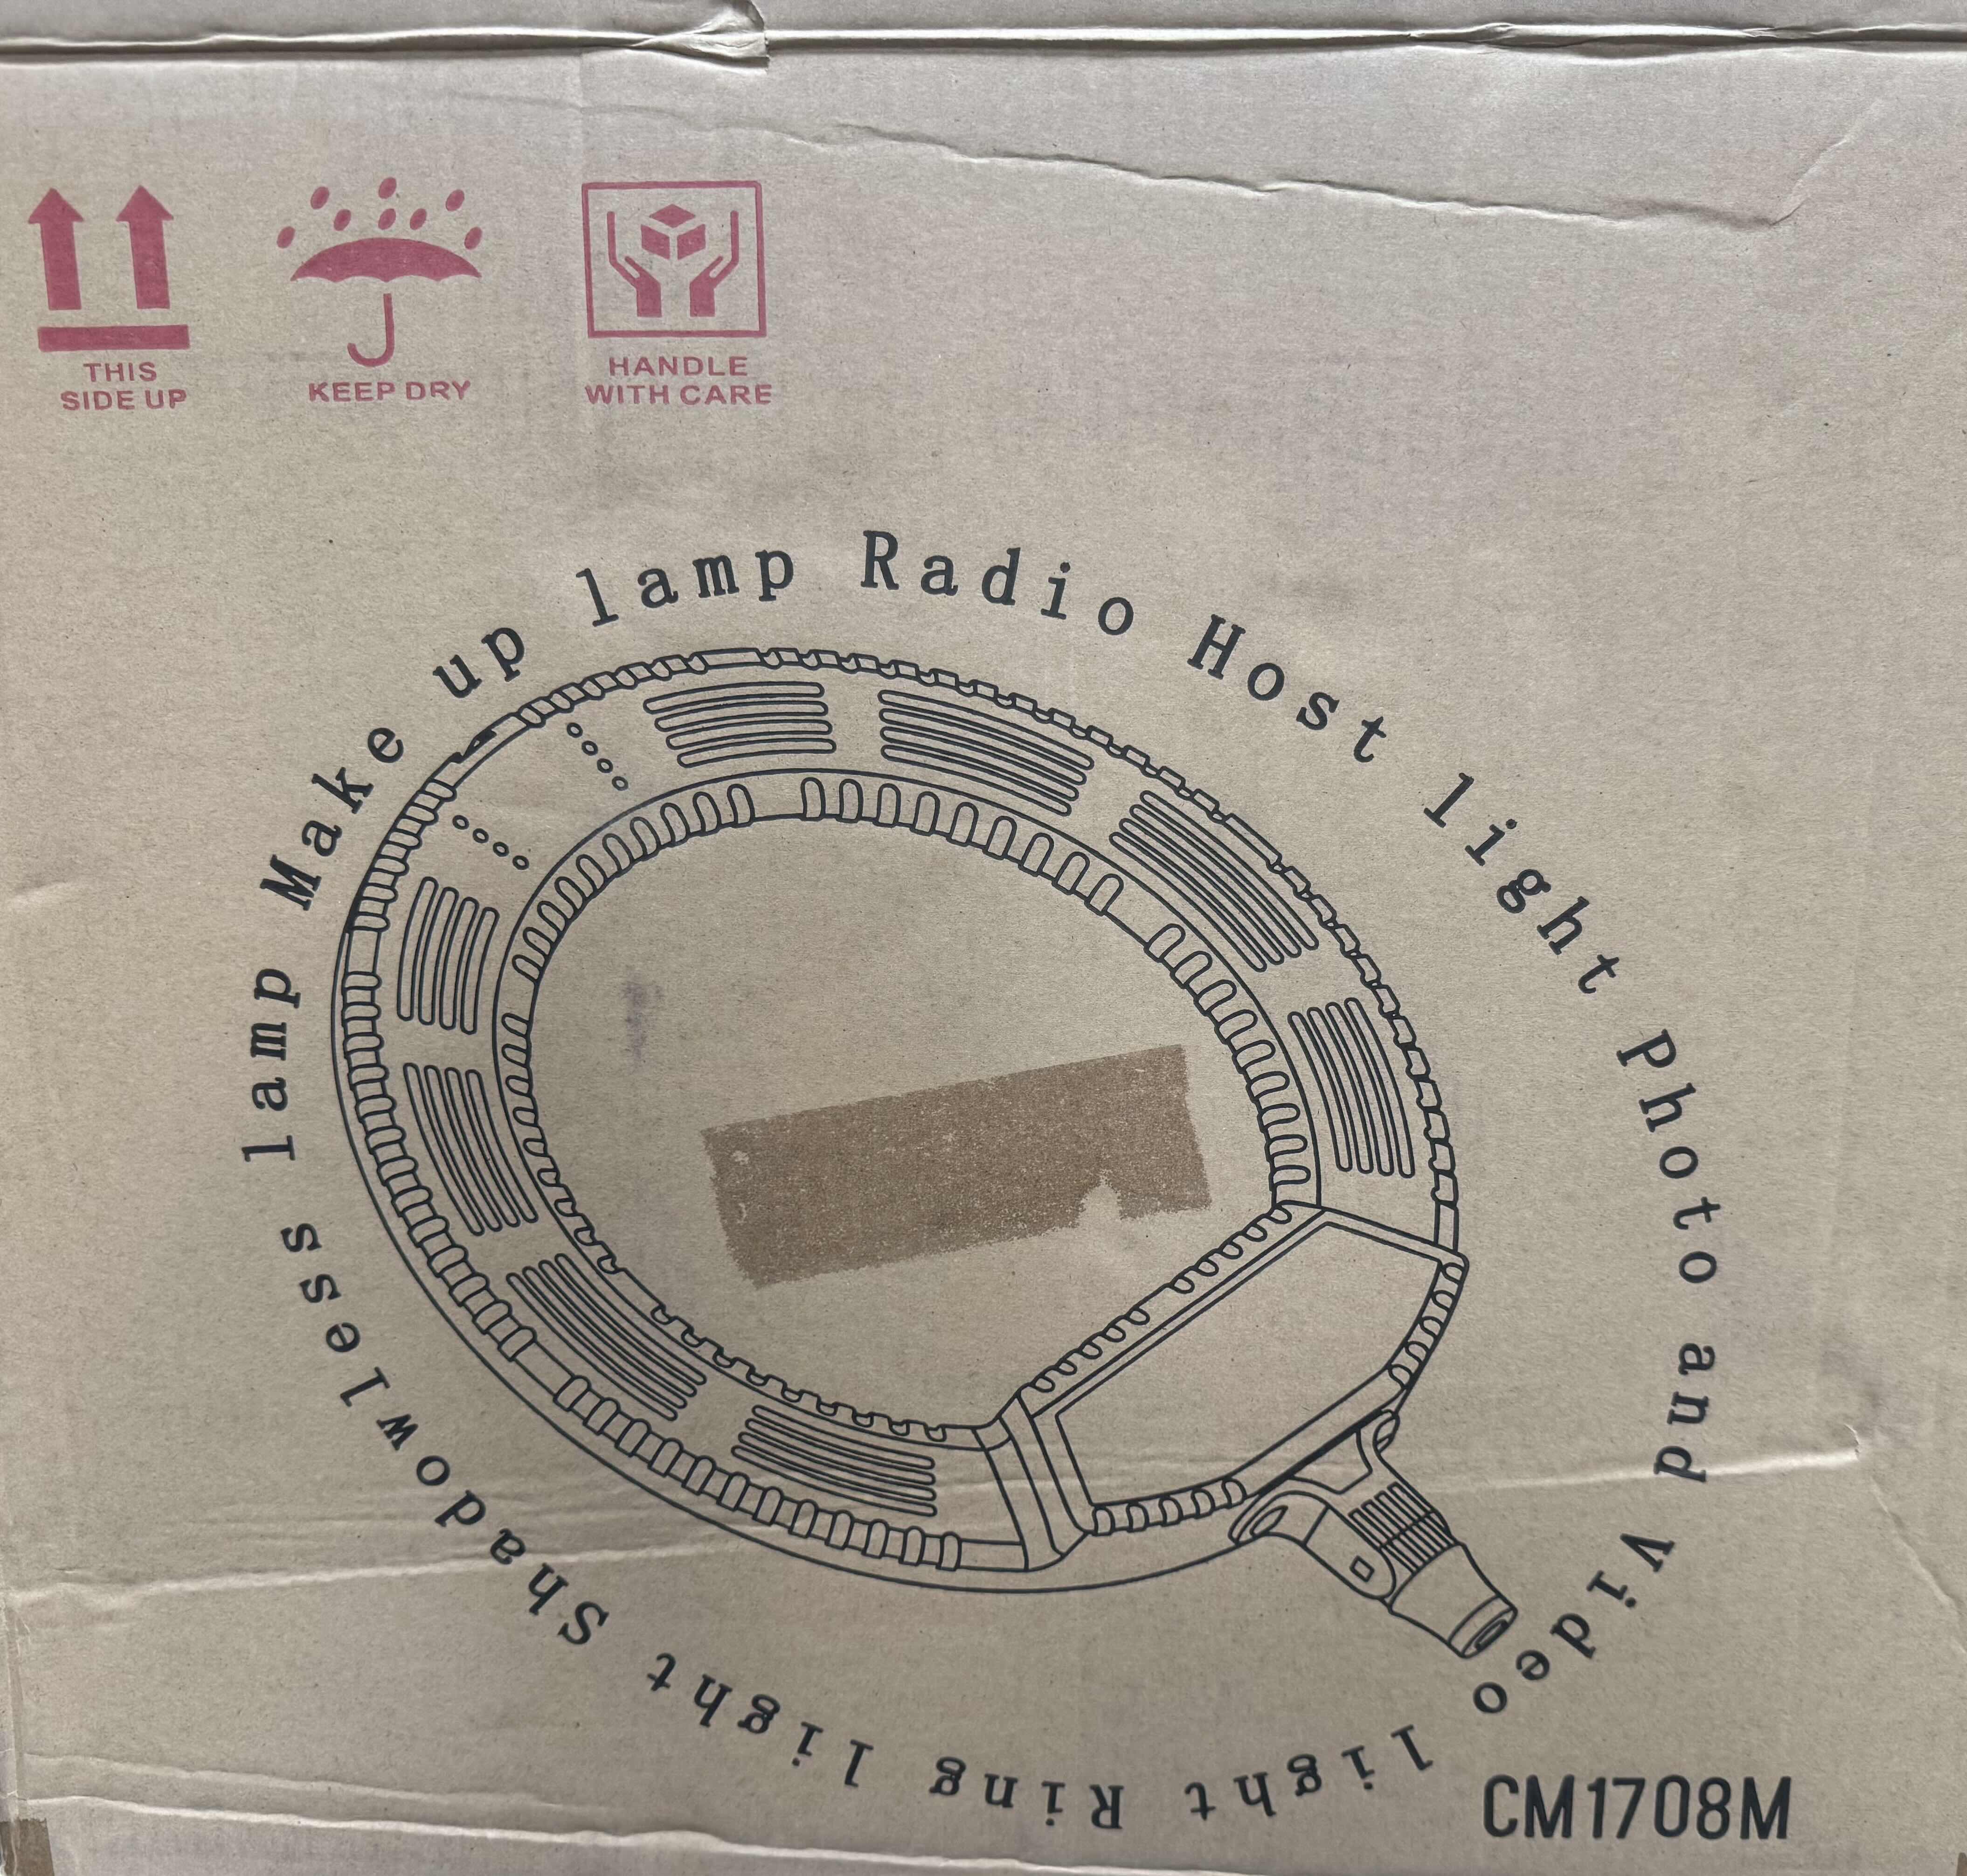 THIS
SIDE UP
KEEP DRY
HANDLE
WITH CARE
Make up lamp Radio Host light Photo and Video light Ring light Shadowless lamp
CM1708M